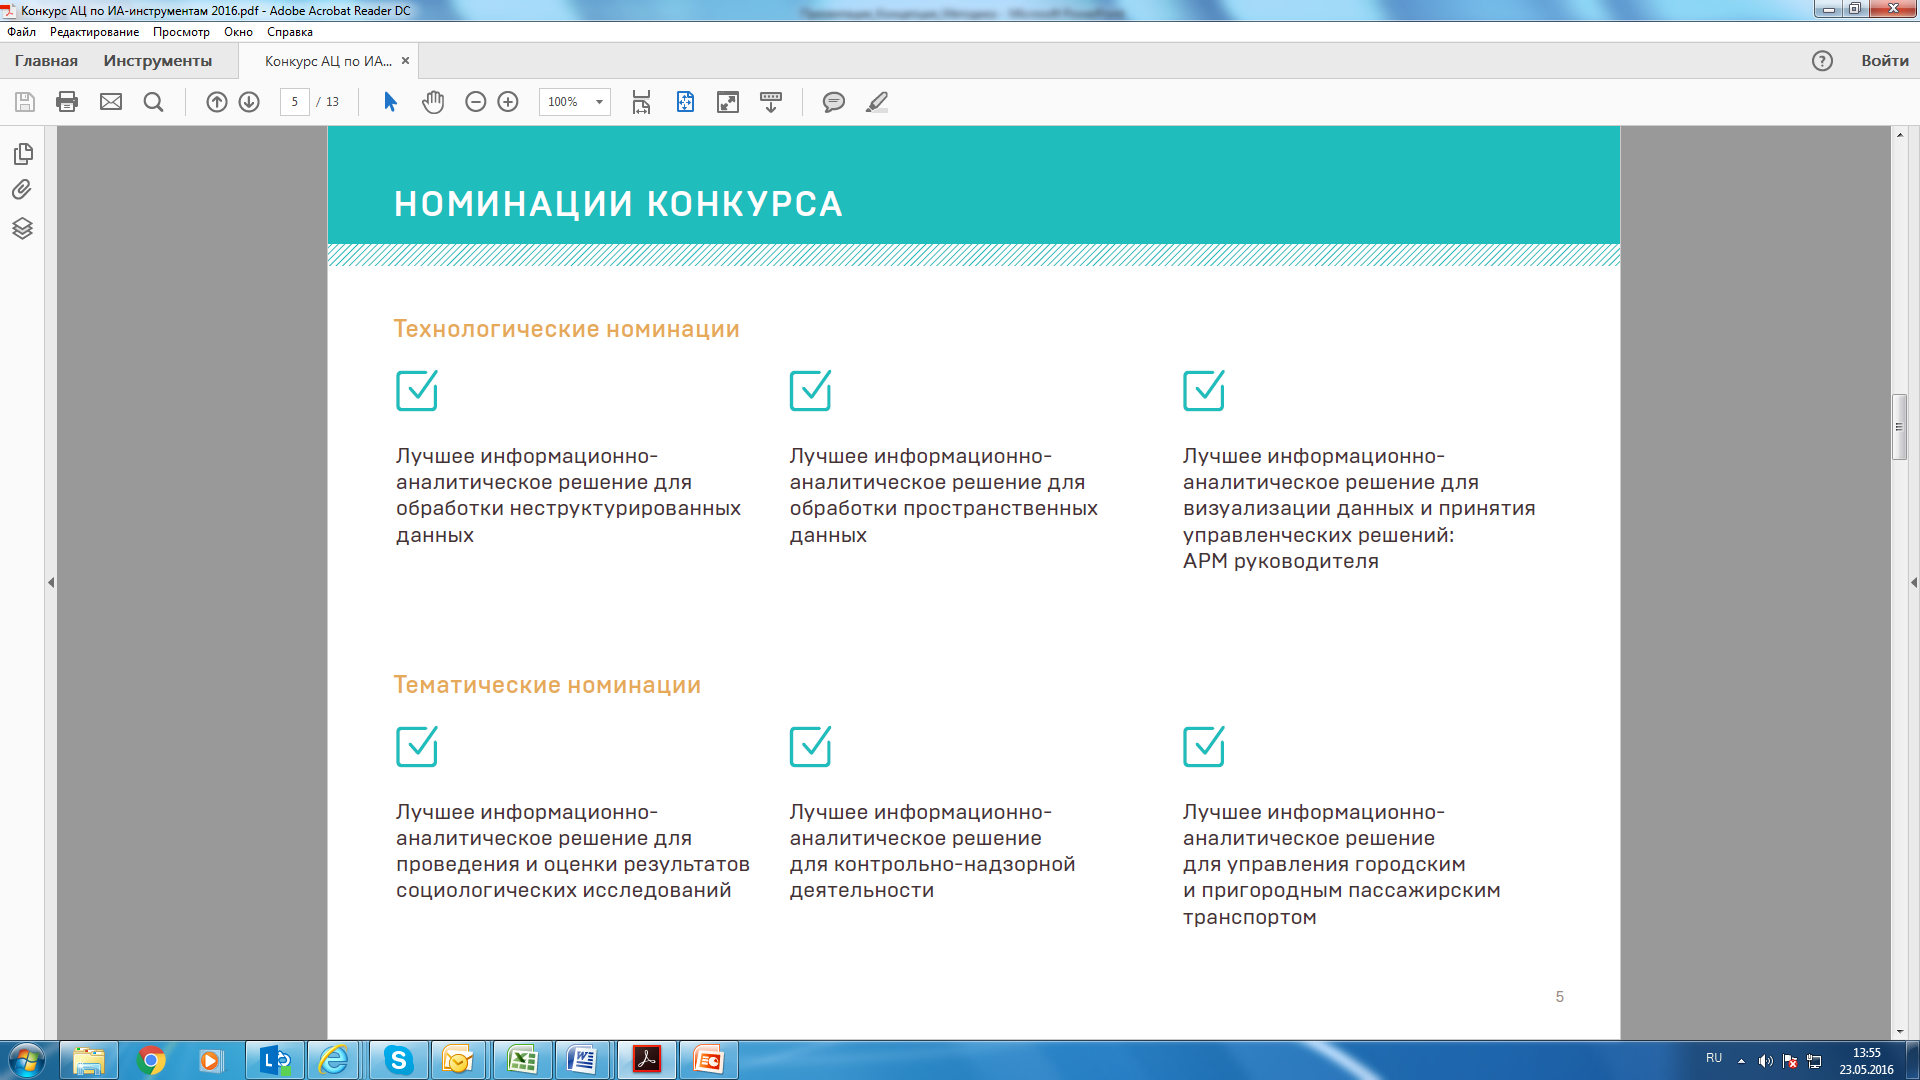 Конкурс АЦ по ИА-инструментам 2016.pdf - Adobe Acrobat Reader DC
Файл Редактирование Просмотр Окно Справка
Главная Инструменты Конкурс АЦ по ИА... × ? Войти
5 / 13 100%
НОМИНАЦИИ КОНКУРСА
Технологические номинации
Лучшее информационно-
аналитическое решение для
обработки неструктурированных
данных
Лучшее информационно-
аналитическое решение для
обработки пространственных
данных
Лучшее информационно-
аналитическое решение для
визуализации данных и принятия
управленческих решений:
АРМ руководителя
Тематические номинации
Лучшее информационно-
аналитическое решение для
проведения и оценки результатов
социологических исследований
Лучшее информационно-
аналитическое решение
для контрольно-надзорной
деятельности
Лучшее информационно-
аналитическое решение
для управления городским
и пригородным пассажирским
транспортом
5
RU
13:55
23.05.2016